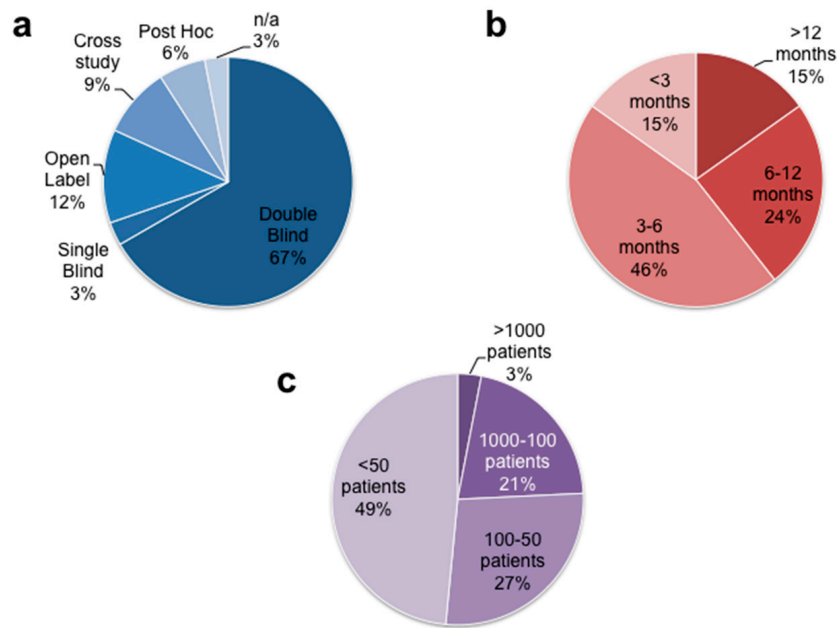 a
Double
Blind
67%
Single
Blind
3%
Open
Label
12%
Cross
study
9%
Post Hoc
6%
n/a
3%
b
>12
months
15%
6-12
months
24%
3-6
months
46%
<3
months
15%
c
>1000
patients
3%
1000-100
patients
21%
100-50
patients
27%
<50
patients
49%